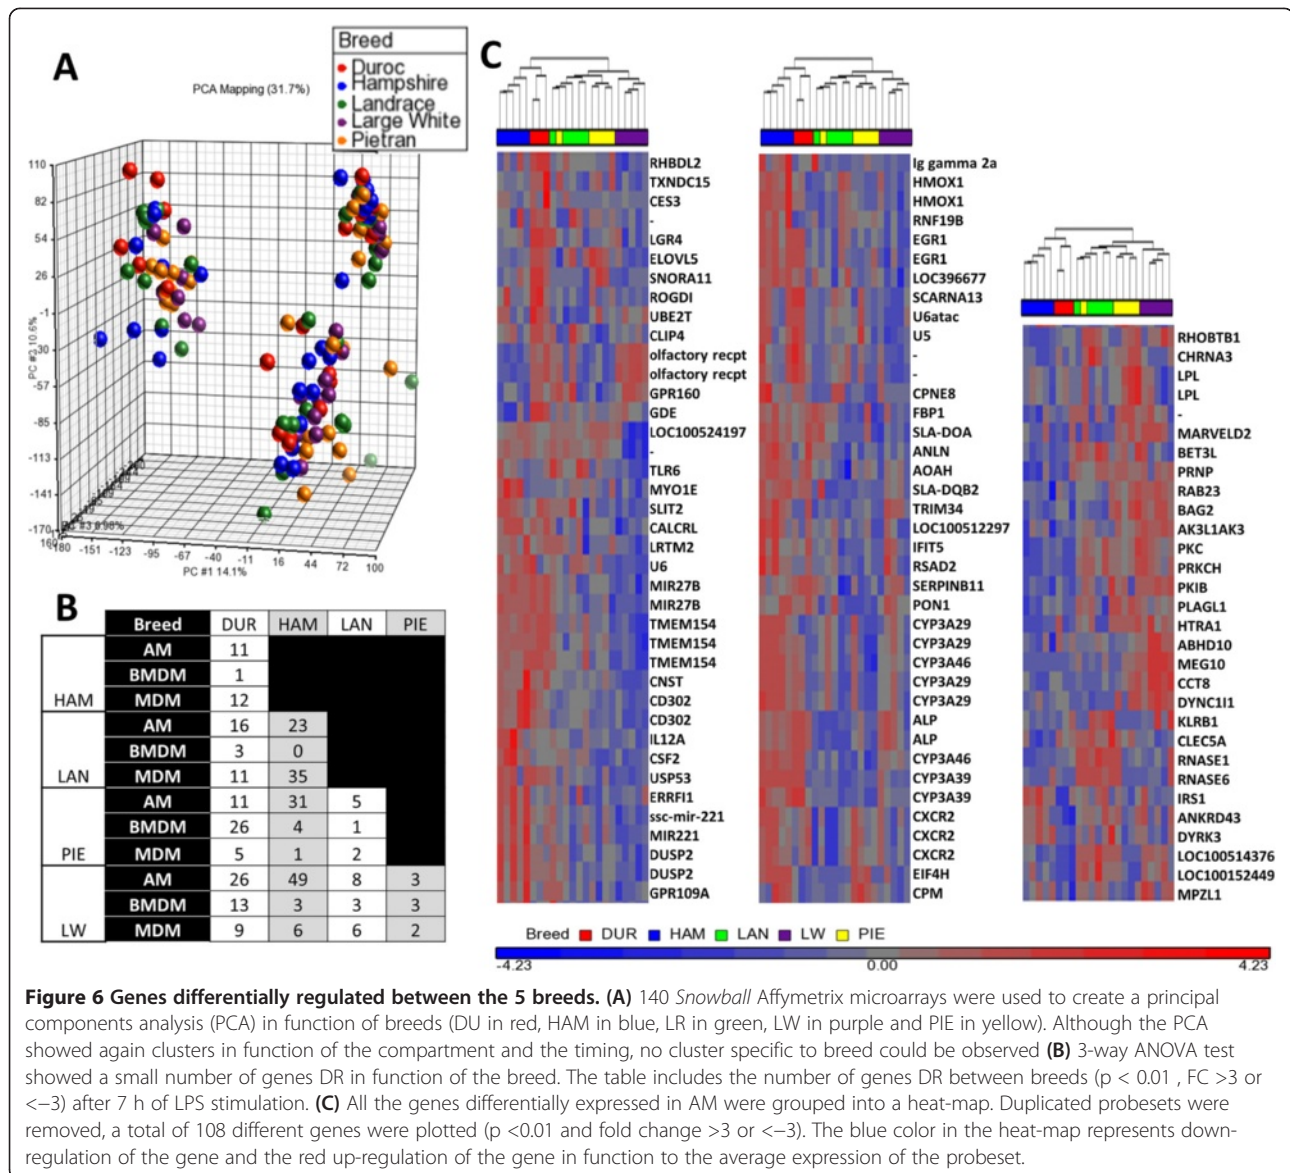 A
PCA Mapping (31.7%)
Breed
Duroc
Hampshire
Landrace
Large White
Pietran
110
82
54
26
-1
-30
-57
-85
-113
-141
-170
PC #2 10.6%
PC #3 6.98%
160
-180
-151
-123
-95
-67
-40
-11
16
44
72
100
PC #1 14.1%
B
Breed DUR HAM LAN PIE
HAM
AM 11
BMDM 1
MDM 12
LAN
AM 16 23
BMDM 3 0
MDM 11 35
PIE
AM 11 31 5
BMDM 26 4 1
MDM 5 1 2
LW
AM 26 49 8 3
BMDM 13 3 3 3
MDM 9 6 6 2
C
RHBDL2
TXNDC15
CES3
-
LGR4
ELOVL5
SNORA11
ROGDI
UBE2T
CLIP4
olfactory recpt
olfactory recpt
GPR160
GDE
LOC100524197
-
TLR6
MYO1E
SLIT2
CALCRL
LRTM2
U6
MIR27B
MIR27B
TMEM154
TMEM154
TMEM154
CNST
CD302
CD302
IL12A
CSF2
USP53
ERRFI1
ssc-mir-221
MIR221
DUSP2
DUSP2
GPR109A
Ig gamma 2a
HMOX1
HMOX1
RNF19B
EGR1
EGR1
LOC396677
SCARNA13
U6atac
U5
-
-
CPNE8
FBP1
SLA-DOA
ANLN
AOAH
SLA-DQB2
TRIM34
LOC100512297
IFIT5
RSAD2
SERPINB11
PON1
CYP3A29
CYP3A29
CYP3A46
CYP3A29
CYP3A29
ALP
ALP
CYP3A46
CYP3A39
CYP3A39
CXCR2
CXCR2
CXCR2
EIF4H
CPM
RHOBTB1
CHRNA3
LPL
LPL
-
MARVELD2
BET3L
PRNP
RAB23
BAG2
AK3L1AK3
PKC
PRKCH
PKIB
PLAGL1
HTRA1
ABHD10
MEG10
CCT8
DYNC1I1
KLRB1
CLEC5A
RNASE1
RNASE6
IRS1
ANKRD43
DYRK3
LOC100514376
LOC100152449
MPZL1
Breed DUR HAM LAN LW PIE
-4.23 0.00 4.23
Figure 6 Genes differentially regulated between the 5 breeds. (A) 140 Snowball Affymetrix microarrays were used to create a principal
components analysis (PCA) in function of breeds (DU in red, HAM in blue, LR in green, LW in purple and PIE in yellow). Although the PCA
showed again clusters in function of the compartment and the timing, no cluster specific to breed could be observed (B) 3-way ANOVA test
showed a small number of genes DR in function of the breed. The table includes the number of genes DR between breeds (p < 0.01 , FC >3 or
<−3) after 7 h of LPS stimulation. (C) All the genes differentially expressed in AM were grouped into a heat-map. Duplicated probesets were
removed, a total of 108 different genes were plotted (p <0.01 and fold change >3 or <−3). The blue color in the heat-map represents down-
regulation of the gene and the red up-regulation of the gene in function to the average expression of the probeset.